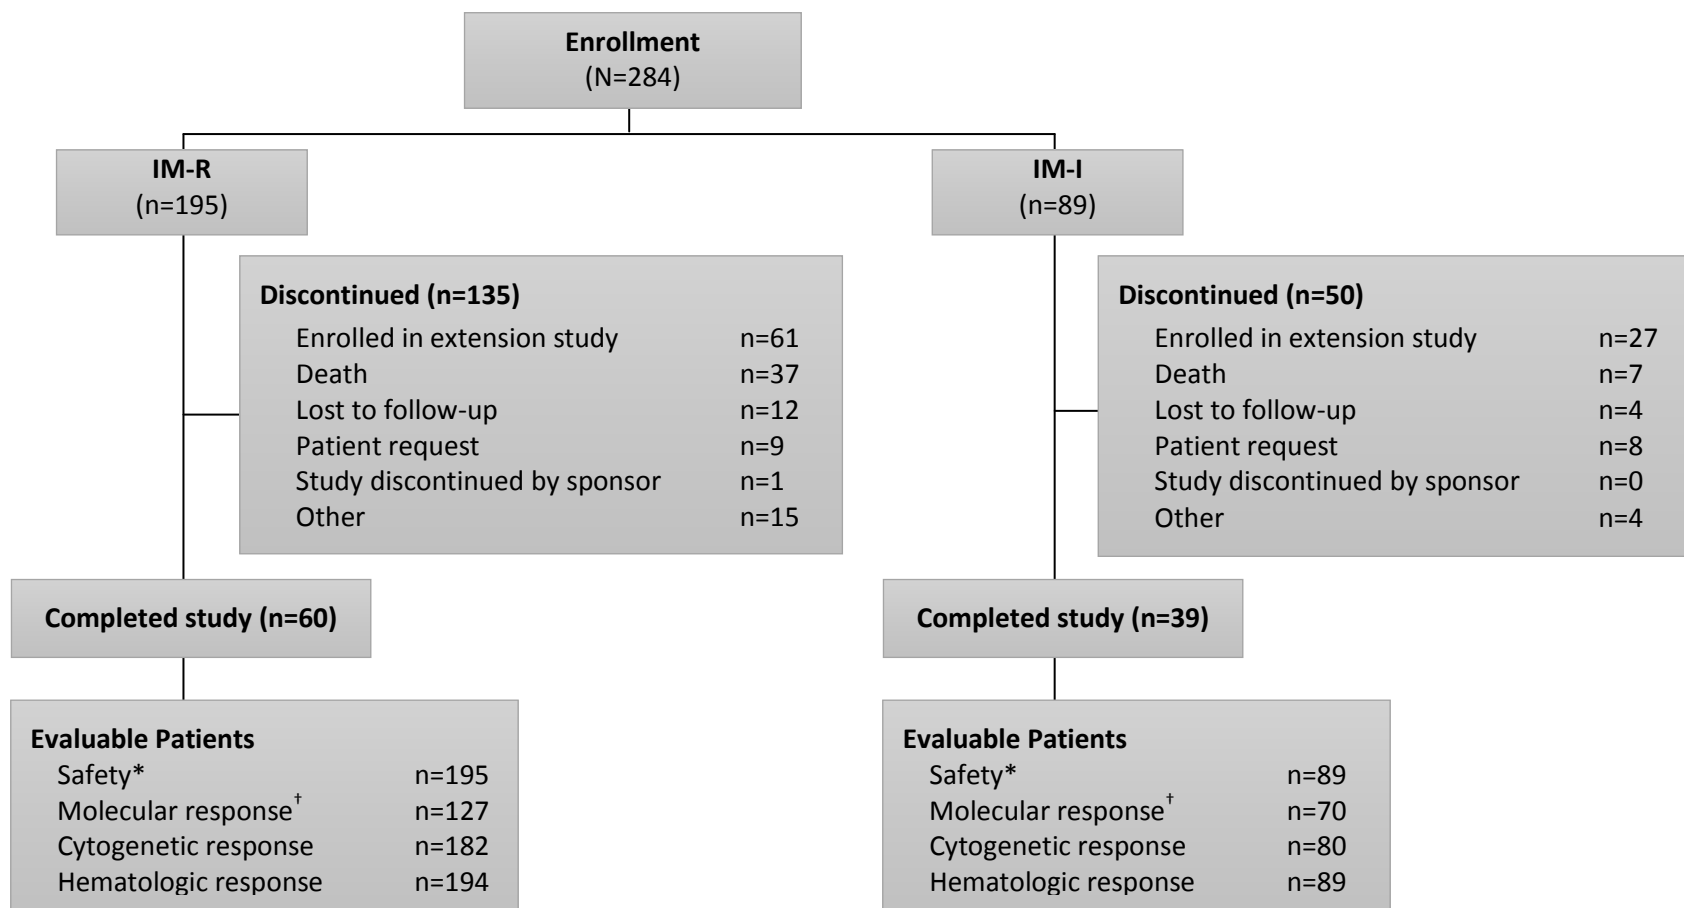 Enrollment
(N=284)
IM-R
(n=195)
IM-I
(n=89)
Discontinued (n=135)
Enrolled in extension study n=61
Death n=37
Lost to follow-up n=12
Patient request n=9
Study discontinued by sponsor n=1
Other n=15
Discontinued (n=50)
Enrolled in extension study n=27
Death n=7
Lost to follow-up n=4
Patient request n=8
Study discontinued by sponsor n=0
Other n=4
Completed study (n=60)
Completed study (n=39)
Evaluable Patients
Safety* n=195
Molecular response† n=127
Cytogenetic response n=182
Hematologic response n=194
Evaluable Patients
Safety* n=89
Molecular response† n=70
Cytogenetic response n=80
Hematologic response n=89